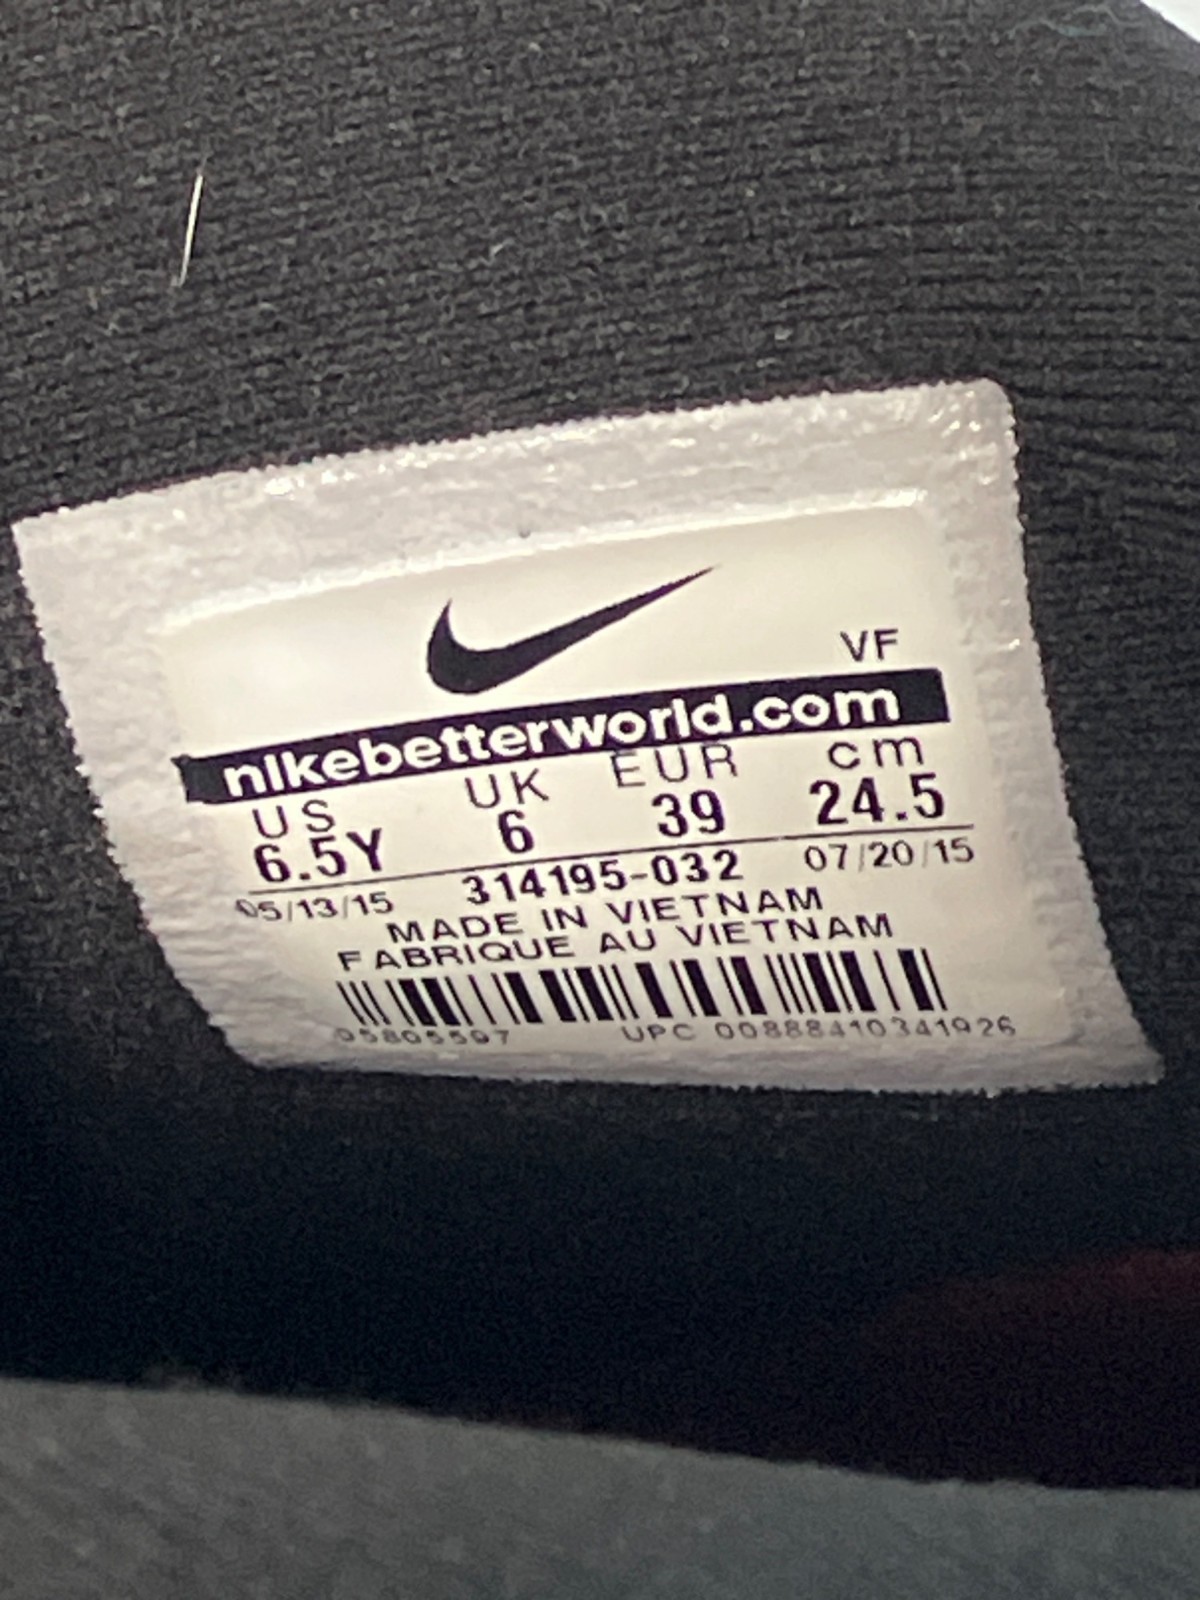 VF
nikebetterworld.com
US UK EUR cm
6.5Y 6 39 24.5
05/13/15 314195-032 07/20/15
MADE IN VIETNAM
FABRIQUE AU VIETNAM
05805597 UPC 00888410341926